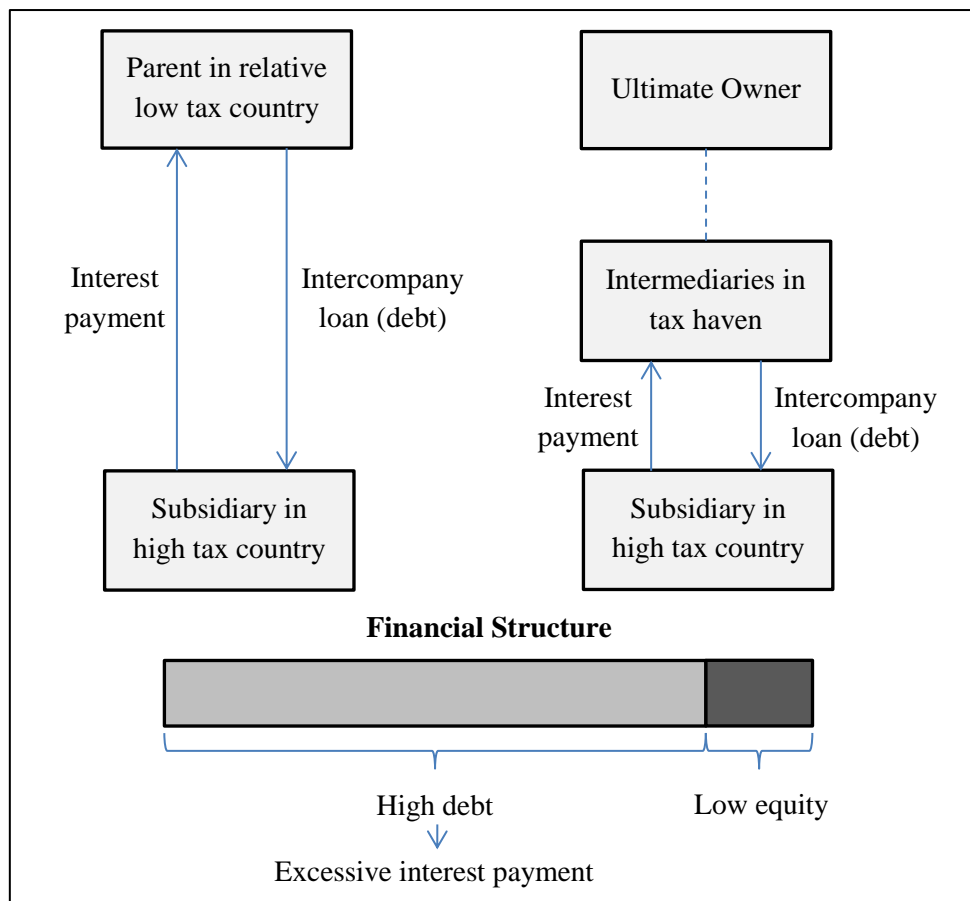 Parent in relative
low tax country
Interest
payment
Intercompany
loan (debt)
Subsidiary in
high tax country
Ultimate Owner
Intermediaries in
tax haven
Interest
payment
Intercompany
loan (debt)
Subsidiary in
high tax country
Financial Structure
High debt
Low equity
Excessive interest payment